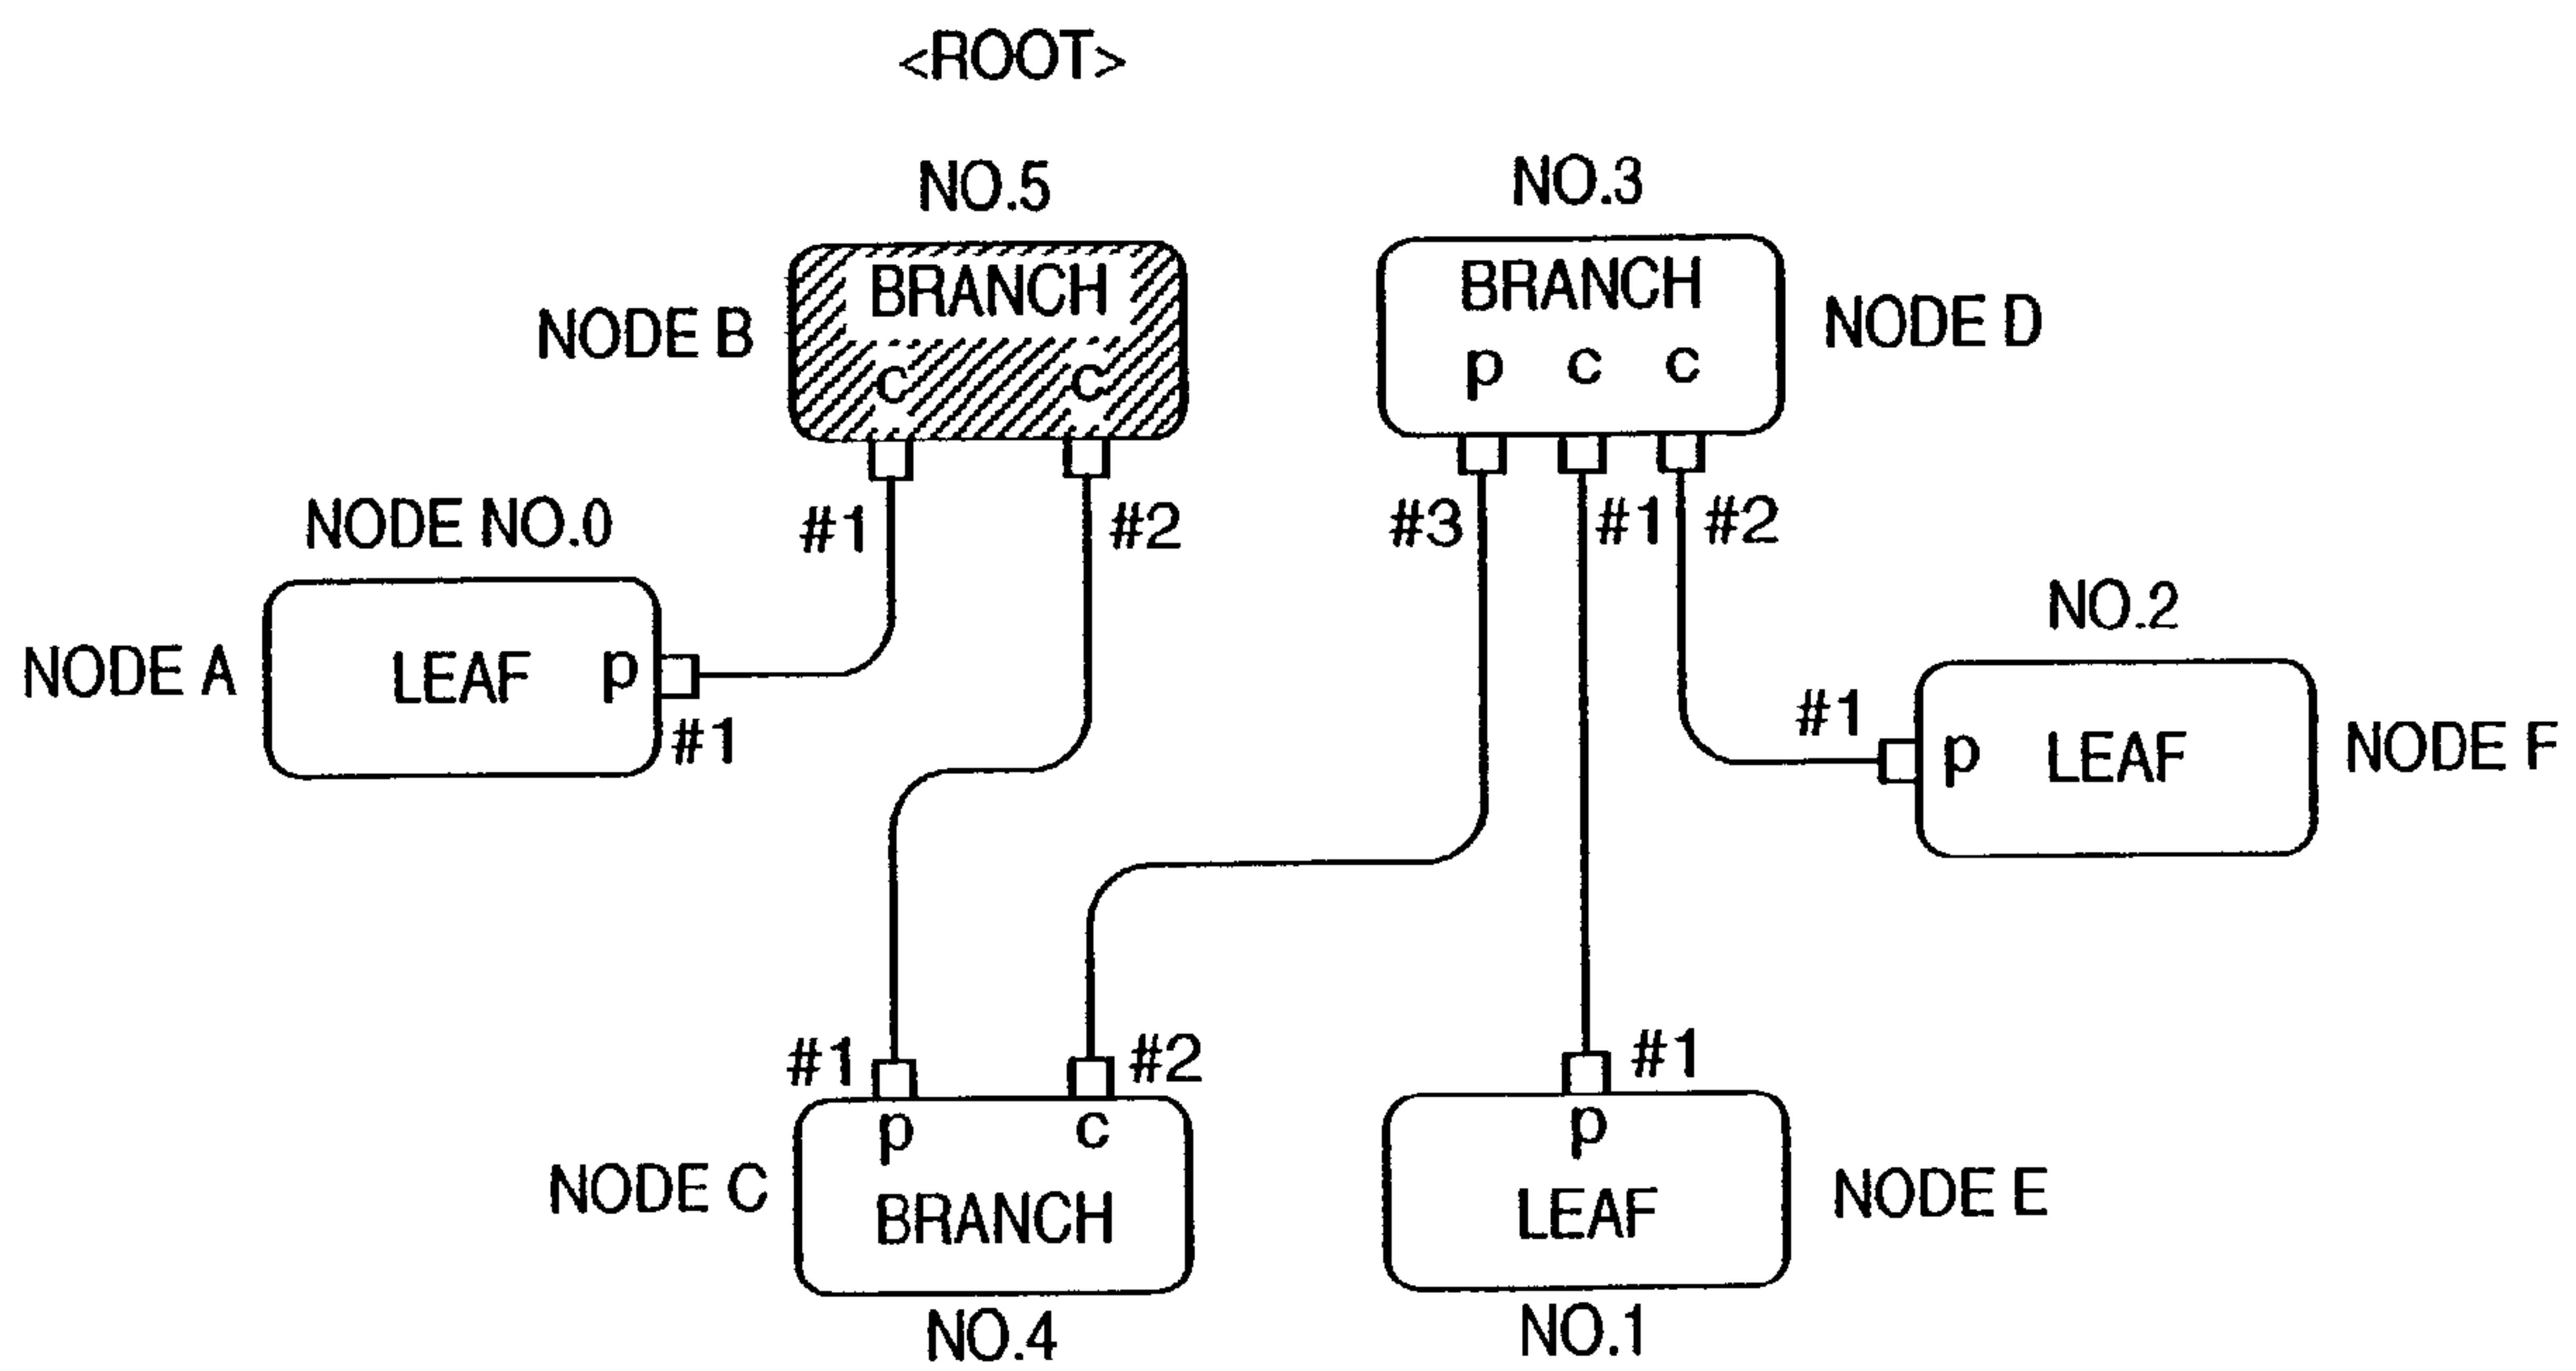 <ROOT>
NO.5
NO.3
BRANCH
BRANCH
NODE B
NODE D
c c
p c c
#1
#2
#3
#1
#2
NODE NO.0
NO.2
NODE A
LEAF p
#1
#1
p LEAF
NODE F
#1
#2
#1
p c
p
NODE C
BRANCH
LEAF
NODE E
NO.4
NO.1